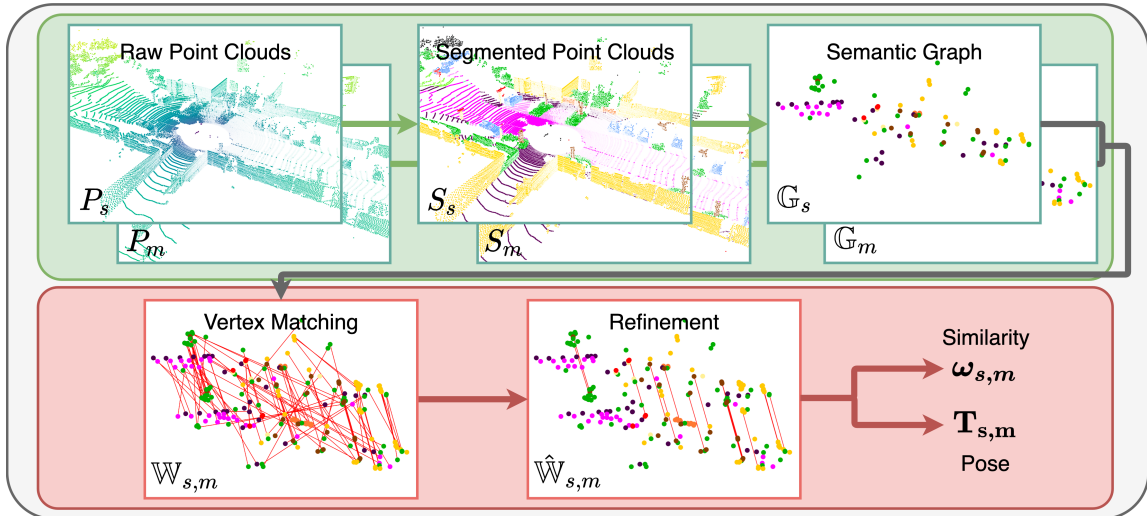 Raw Point Clouds
Segmented Point Clouds
Semantic Graph
P_s
S_s
𝔾_s
P_m
S_m
𝔾_m
Vertex Matching
Refinement
Similarity
ω_{s,m}
T_{s,m}
Pose
𝕎_{s,m}
𝕎̂_{s,m}